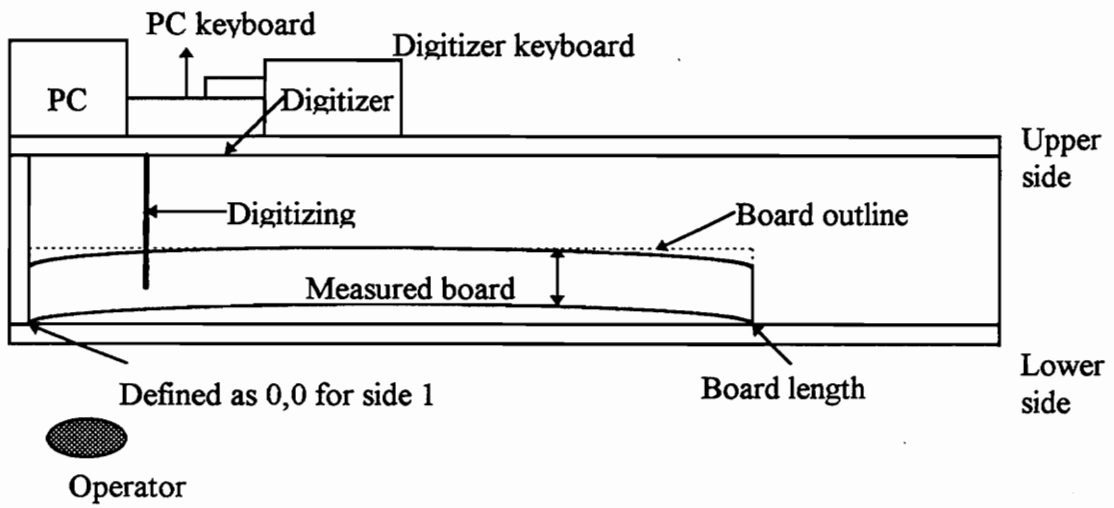 PC keyboard
Digitizer keyboard
PC
Digitizer
Upper
side
Digitizing
Board outline
Measured board
Defined as 0,0 for side 1
Board length
Lower
side
Operator